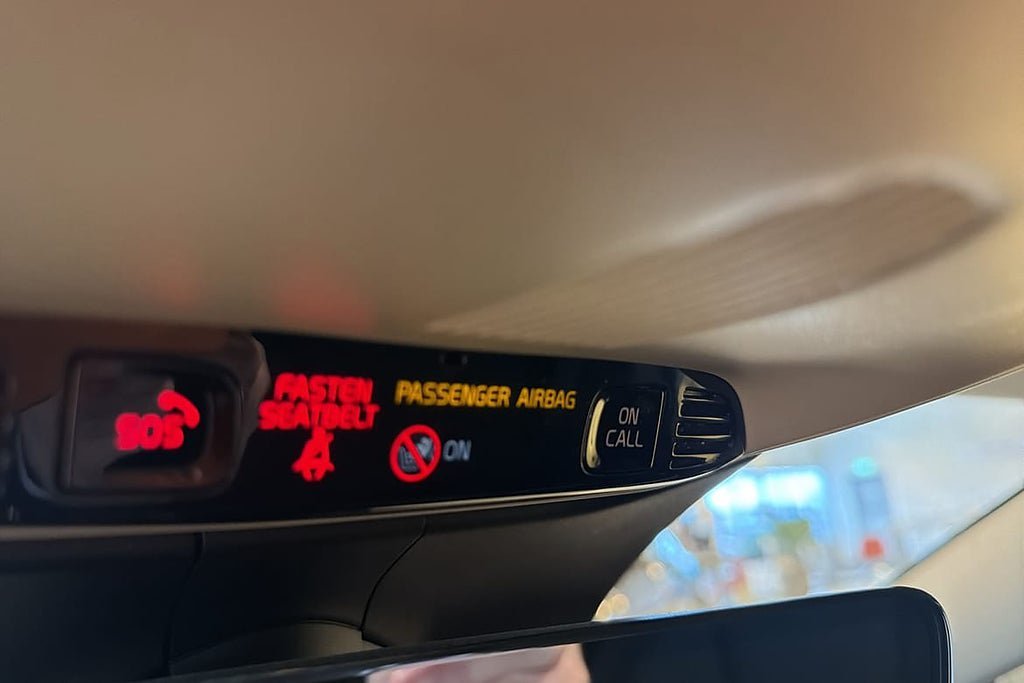 SOS
FASTEN
SEATBELT
PASSENGER AIRBAG
ON
ON
CALL